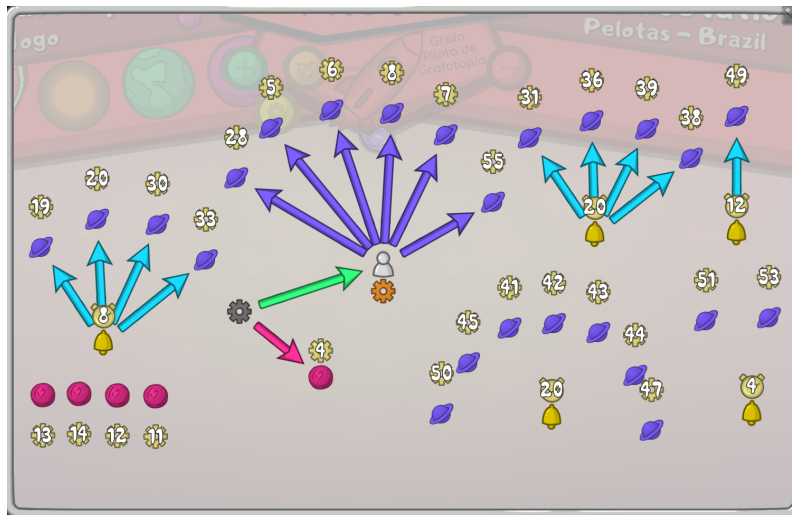 Jogo
Grafo
Piloto de
Grafotopia
Pelotas - Brazil
5 6 8 7 31 36 39 38 49
28 55
19 20 30 33
20 12
8
4
41 42 43 51 53
45 44
50 20 47 4
13 14 12 11